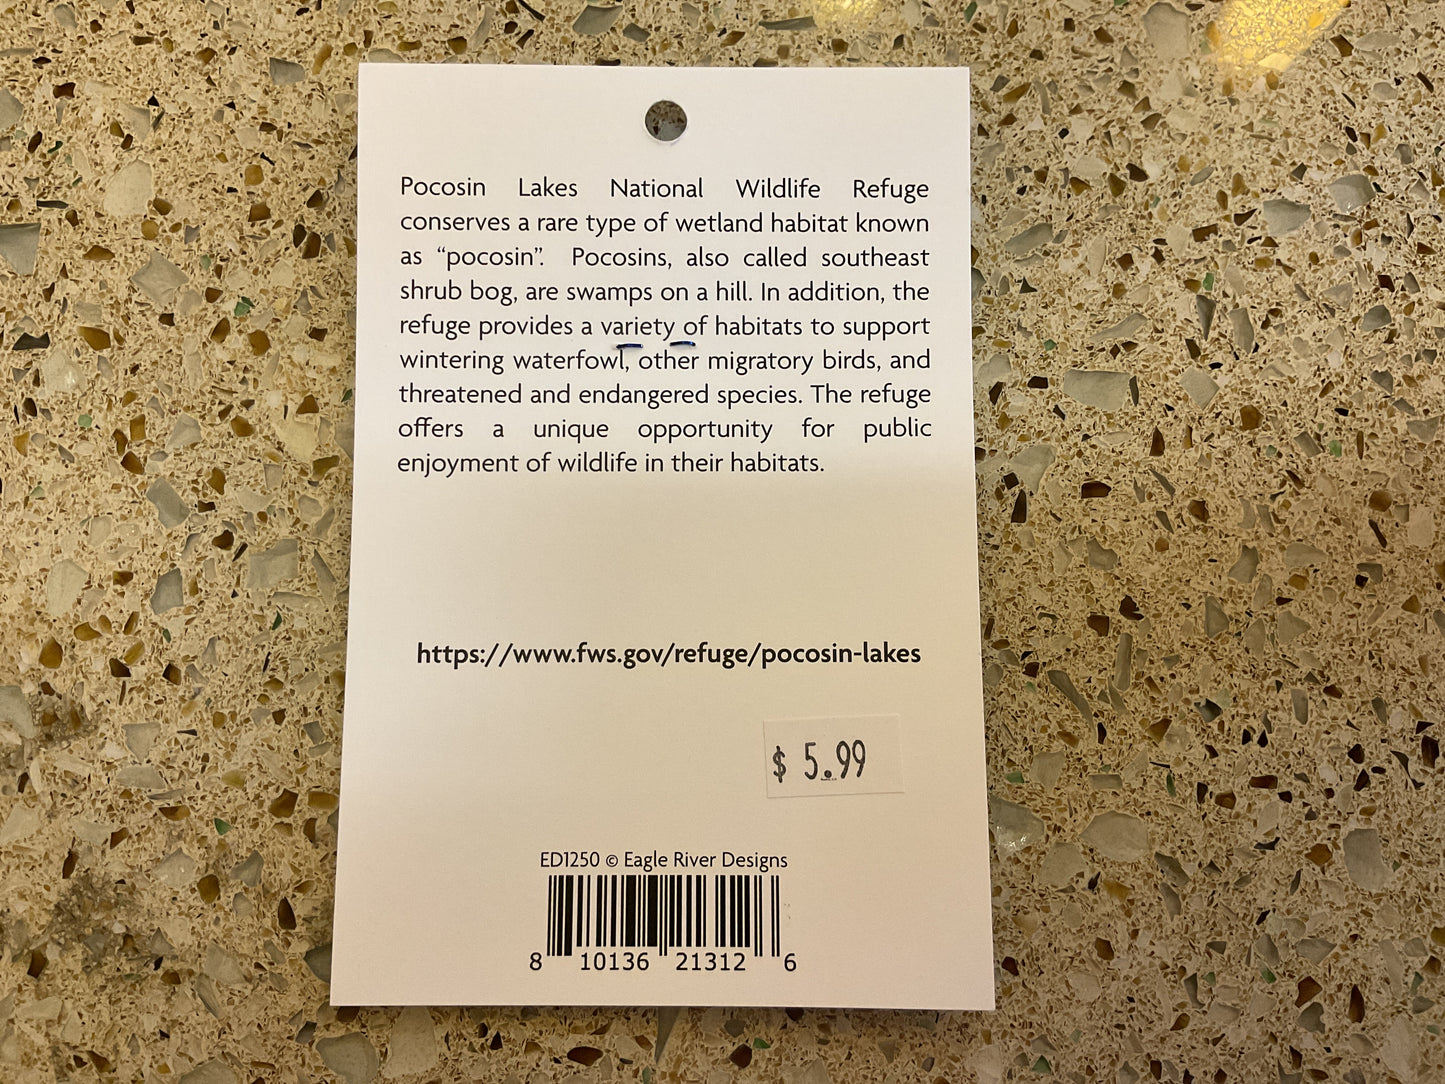 Pocosin Lakes National Wildlife Refuge
conserves a rare type of wetland habitat known
as “pocosin”. Pocosins, also called southeast
shrub bog, are swamps on a hill. In addition, the
refuge provides a variety of habitats to support
wintering waterfowl, other migratory birds, and
threatened and endangered species. The refuge
offers a unique opportunity for public
enjoyment of wildlife in their habitats.
https://www.fws.gov/refuge/pocosin-lakes
$ 5.99
ED1250 © Eagle River Designs
8 10136 21312 6